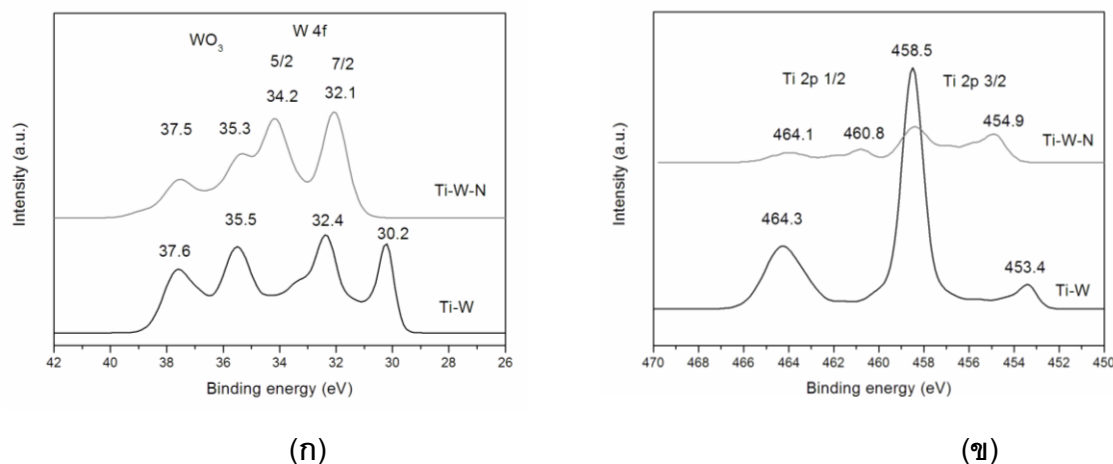 WO₃
W 4f
5/2
7/2
37.5
35.3
34.2
32.1
Ti-W-N
37.6
35.5
32.4
30.2
Ti-W
Intensity (a.u.)
42 40 38 36 34 32 30 28 26
Binding energy (eV)
(ก)
458.5
Ti 2p 1/2
Ti 2p 3/2
464.1
460.8
454.9
Ti-W-N
464.3
453.4
Ti-W
Intensity (a.u.)
470 468 466 464 462 460 458 456 454 452 450
Binding energy (eV)
(ข)